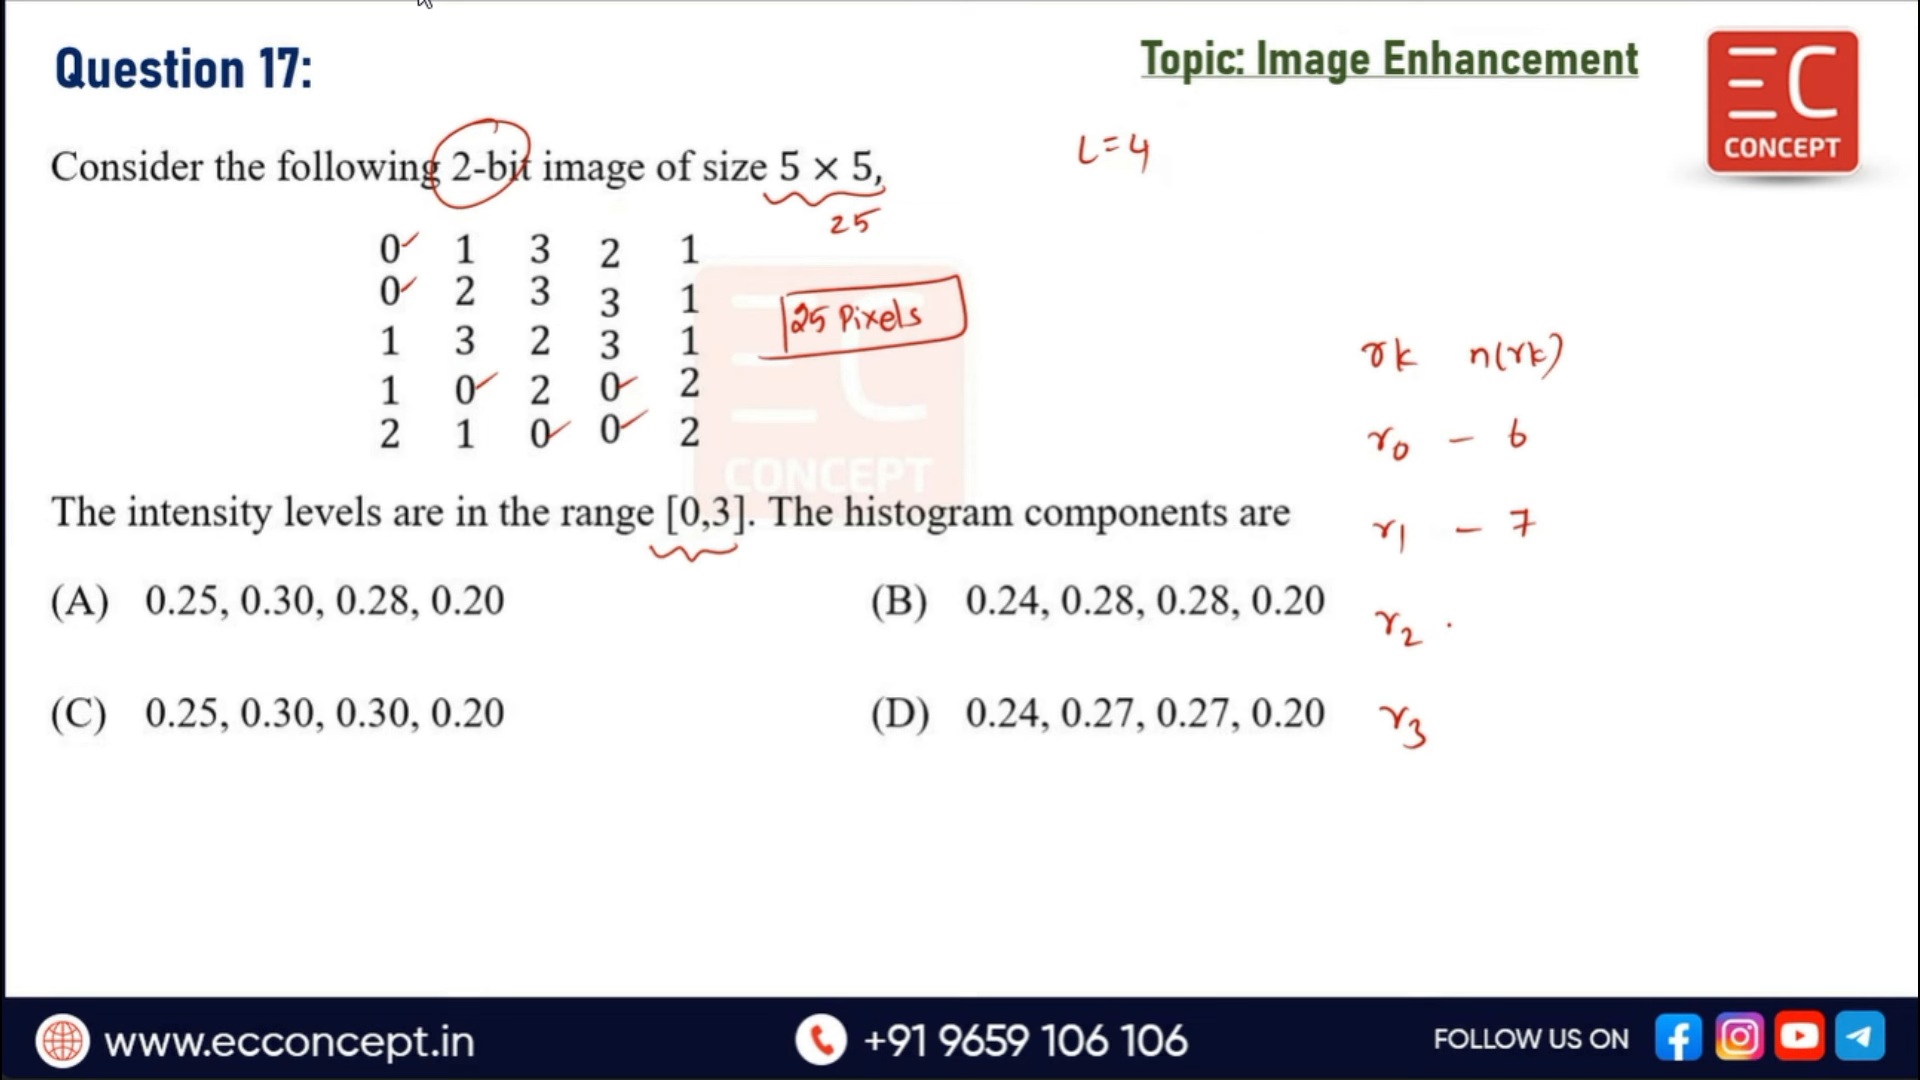 Question 17:
Topic: Image Enhancement
EC
CONCEPT
L=4
Consider the following 2-bit image of size 5 × 5,
25
0 1 3 2 1
0 2 3 3 1
1 3 2 3 1
1 0 2 0 2
2 1 0 0 2
25 Pixels
CONCEPT
rk n(rk)
r0 - 6
r1 - 7
r2 .
r3
The intensity levels are in the range [0,3]. The histogram components are
(A) 0.25, 0.30, 0.28, 0.20
(B) 0.24, 0.28, 0.28, 0.20
(C) 0.25, 0.30, 0.30, 0.20
(D) 0.24, 0.27, 0.27, 0.20
www.ecconcept.in
+91 9659 106 106
FOLLOW US ON